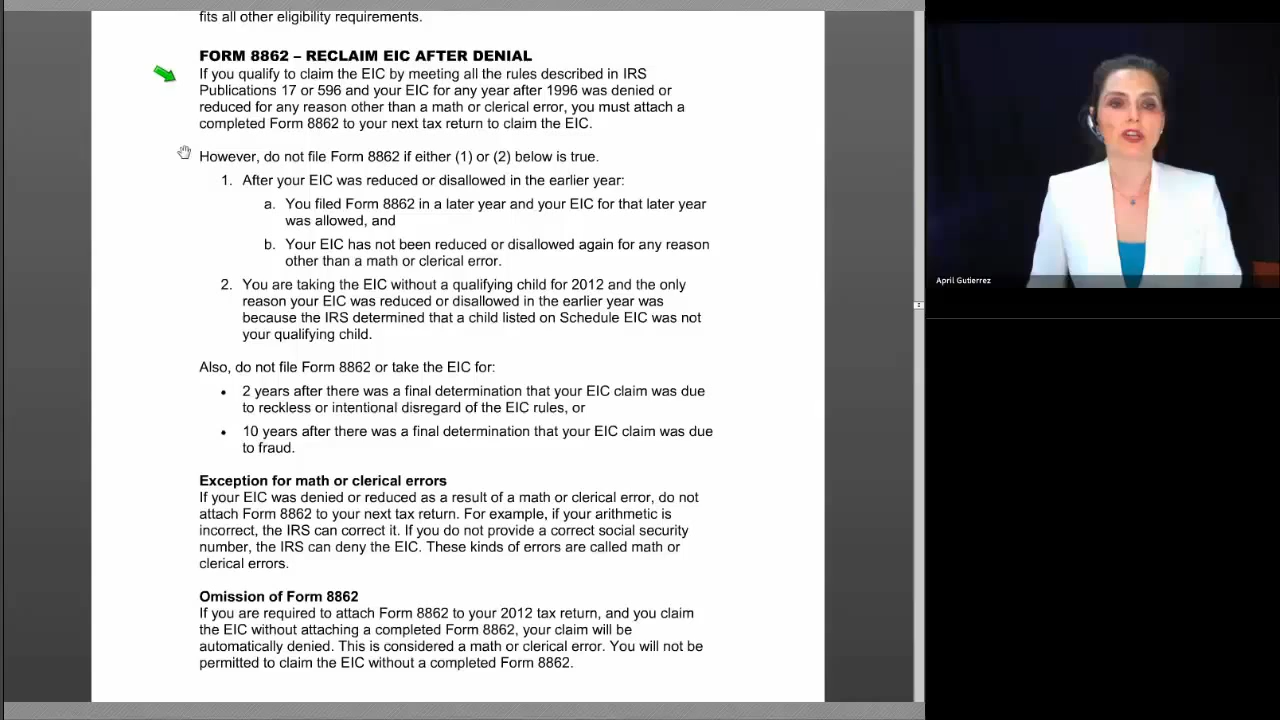 fits all other eligibility requirements.
FORM 8862 – RECLAIM EIC AFTER DENIAL
If you qualify to claim the EIC by meeting all the rules described in IRS
Publications 17 or 596 and your EIC for any year after 1996 was denied or
reduced for any reason other than a math or clerical error, you must attach a
completed Form 8862 to your next tax return to claim the EIC.
However, do not file Form 8862 if either (1) or (2) below is true.
1. After your EIC was reduced or disallowed in the earlier year:
a. You filed Form 8862 in a later year and your EIC for that later year
was allowed, and
b. Your EIC has not been reduced or disallowed again for any reason
other than a math or clerical error.
2. You are taking the EIC without a qualifying child for 2012 and the only
reason your EIC was reduced or disallowed in the earlier year was
because the IRS determined that a child listed on Schedule EIC was not
your qualifying child.
Also, do not file Form 8862 or take the EIC for:
• 2 years after there was a final determination that your EIC claim was due
to reckless or intentional disregard of the EIC rules, or
• 10 years after there was a final determination that your EIC claim was due
to fraud.
Exception for math or clerical errors
If your EIC was denied or reduced as a result of a math or clerical error, do not
attach Form 8862 to your next tax return. For example, if your arithmetic is
incorrect, the IRS can correct it. If you do not provide a correct social security
number, the IRS can deny the EIC. These kinds of errors are called math or
clerical errors.
Omission of Form 8862
If you are required to attach Form 8862 to your 2012 tax return, and you claim
the EIC without attaching a completed Form 8862, your claim will be
automatically denied. This is considered a math or clerical error. You will not be
permitted to claim the EIC without a completed Form 8862.
April Gutierrez